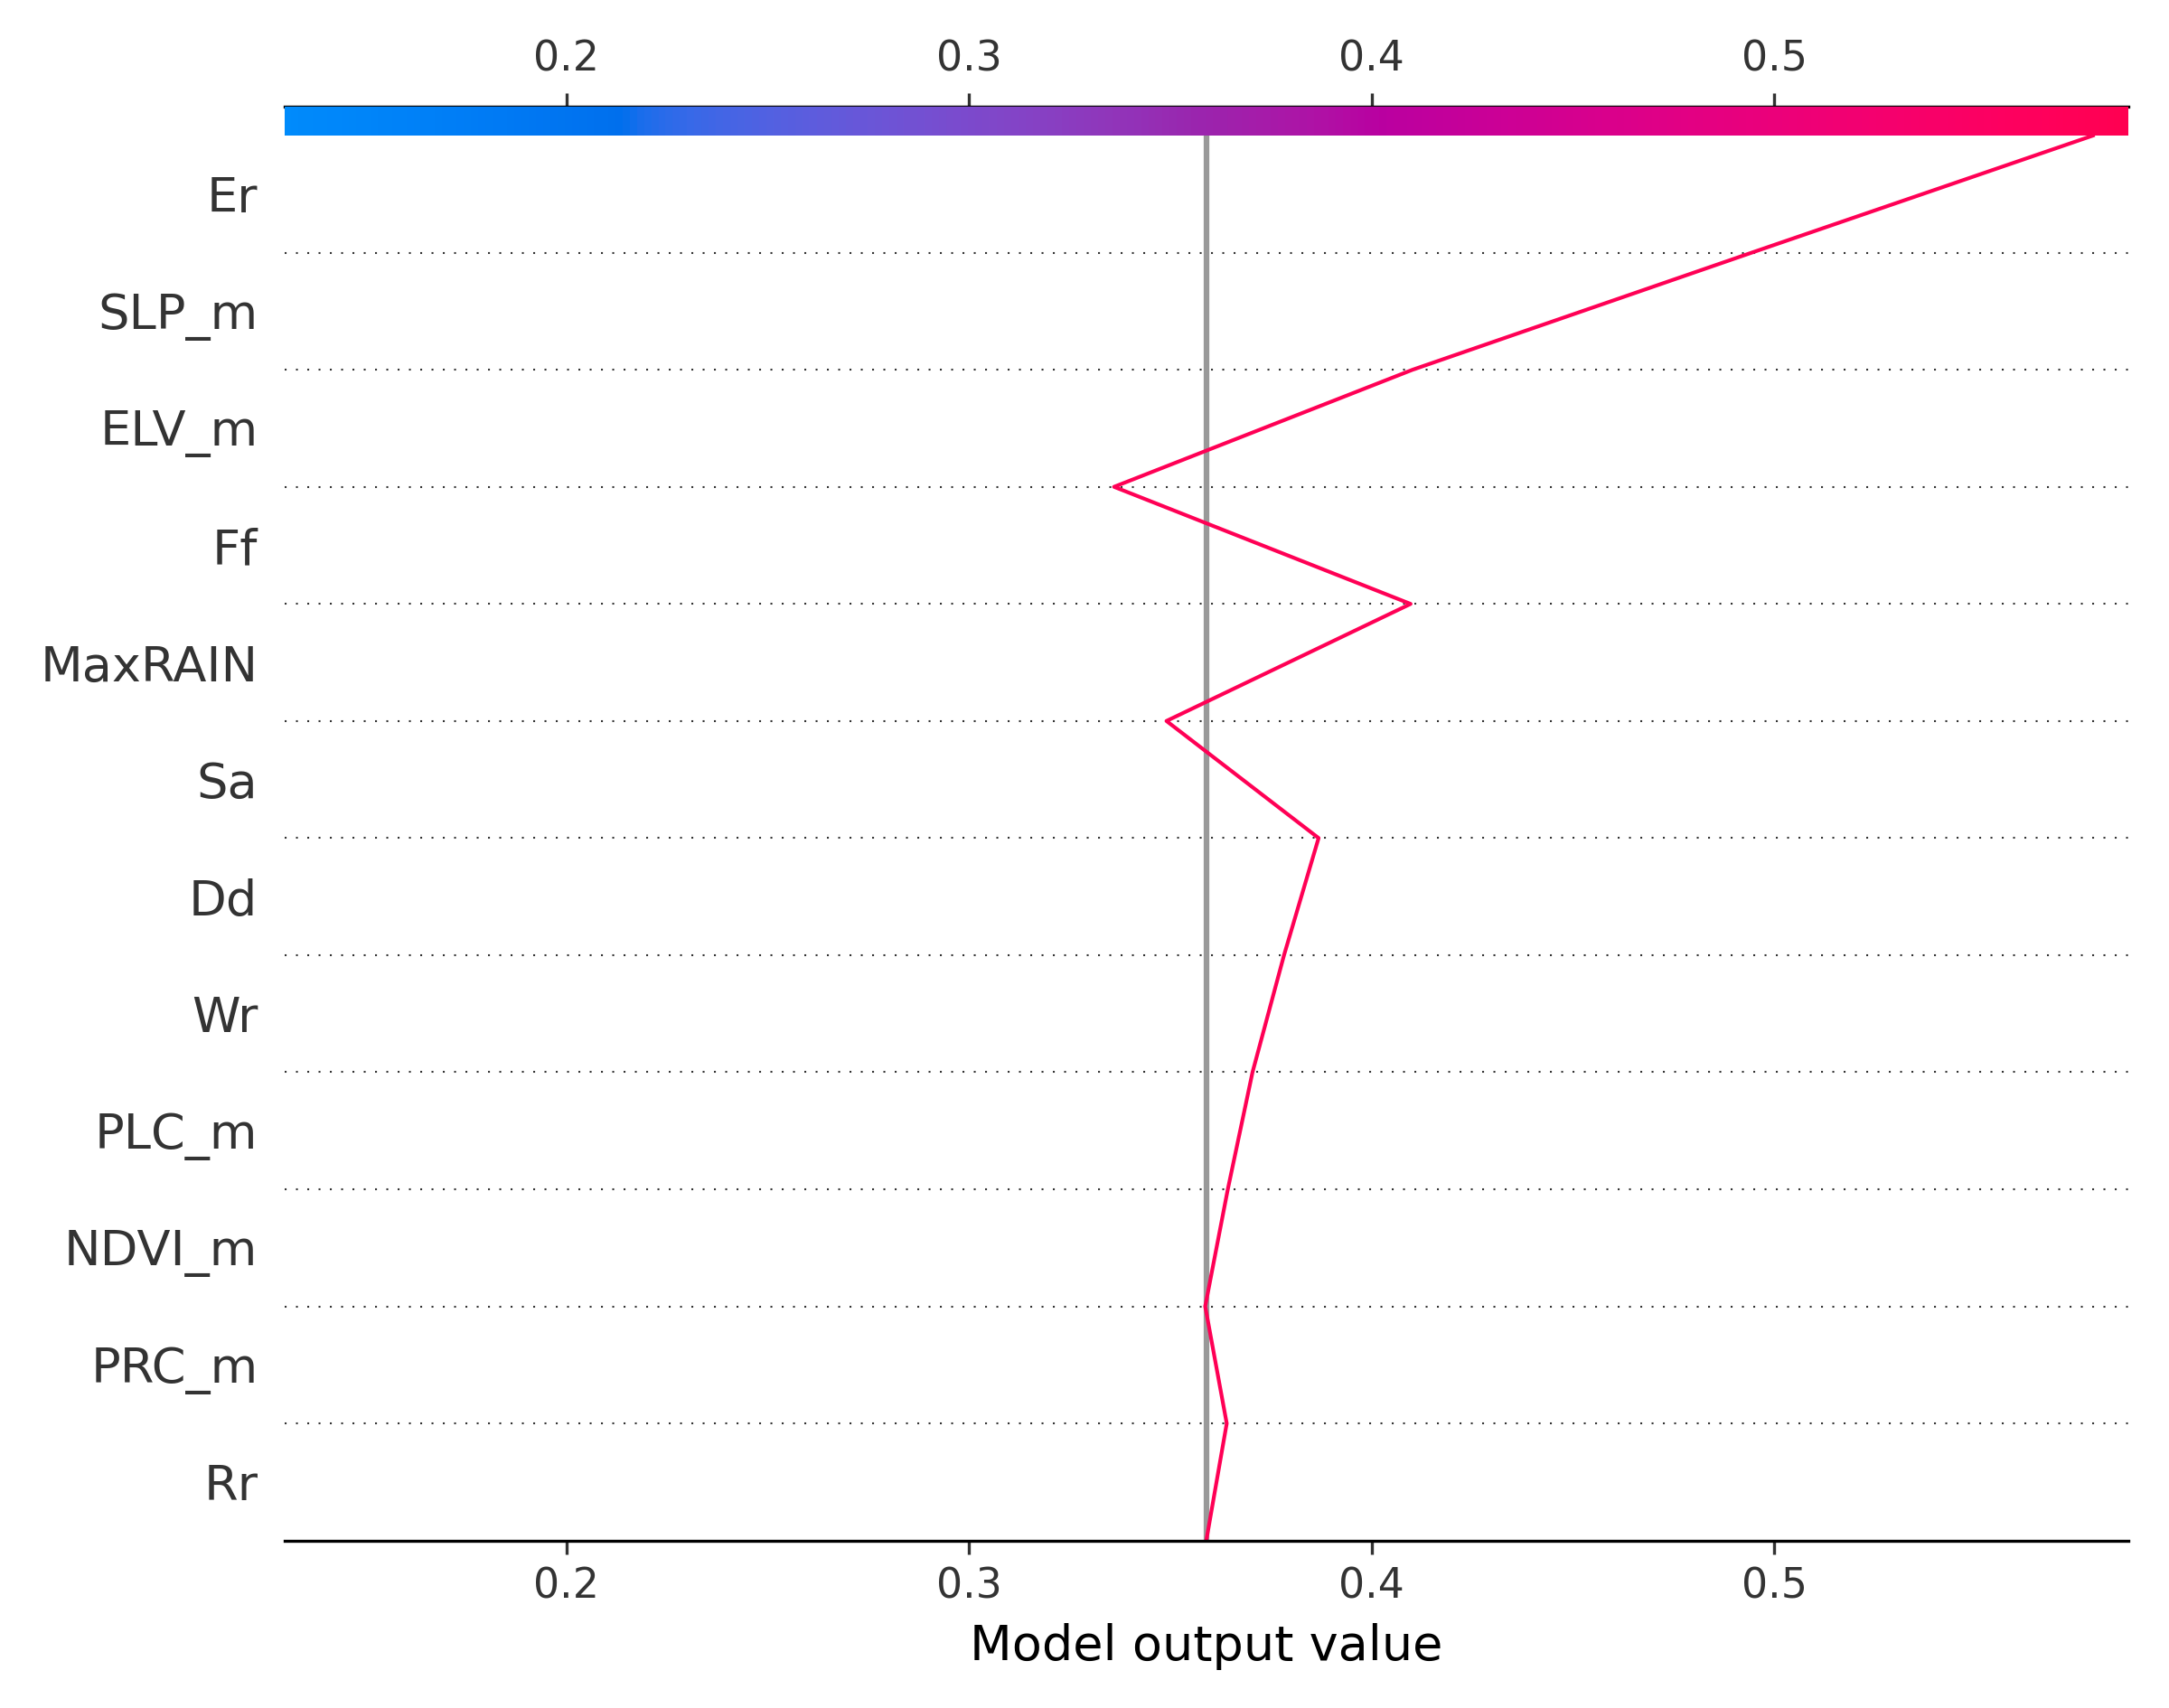 0.2 0.3 0.4 0.5
Er
SLP_m
ELV_m
Ff
MaxRAIN
Sa
Dd
Wr
PLC_m
NDVI_m
PRC_m
Rr
0.2 0.3 0.4 0.5
Model output value